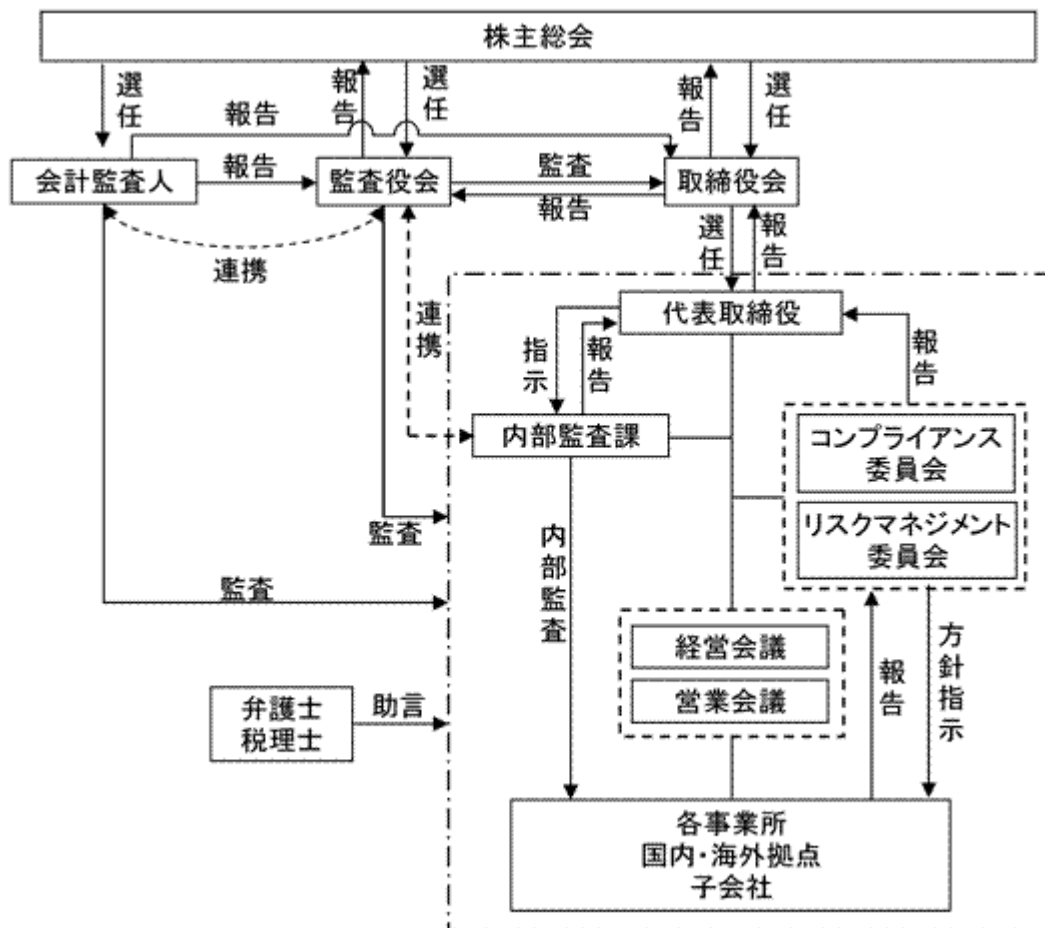 株主総会
選任
報告
選任
報告
選任
報告
会計監査人
報告
監査役会
監査
報告
取締役会
連携
選任
報告
連携
代表取締役
指示
報告
報告
内部監査課
コンプライアンス
委員会
リスクマネジメント
委員会
監査
内部監査
監査
経営会議
営業会議
報告
方針指示
弁護士
税理士
助言
各事業所
国内・海外拠点
子会社